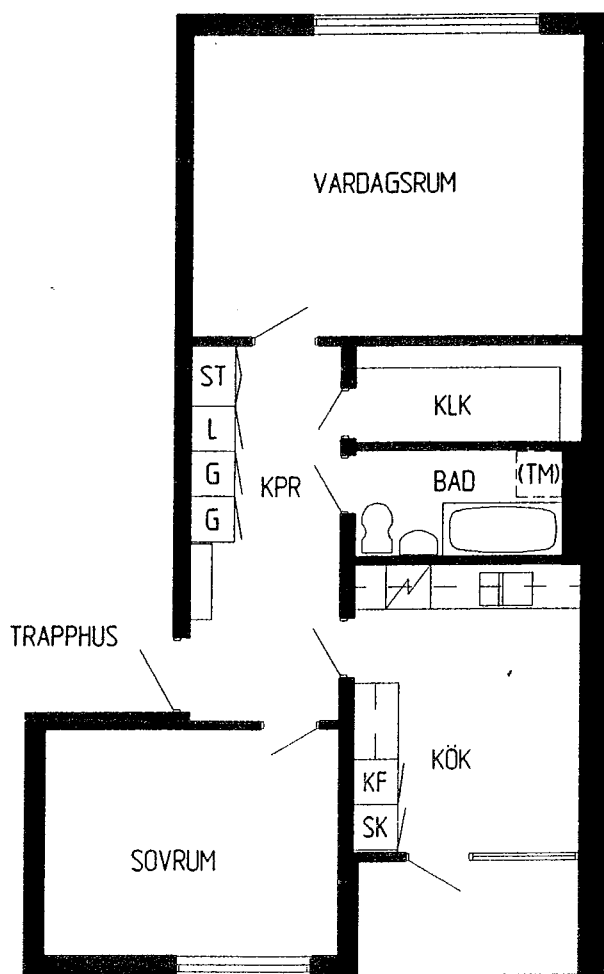 VARDAGSRUM
ST
KLK
L
G
KPR
BAD
(TM)
G
TRAPPHUS
KÖK
KF
SK
SOVRUM